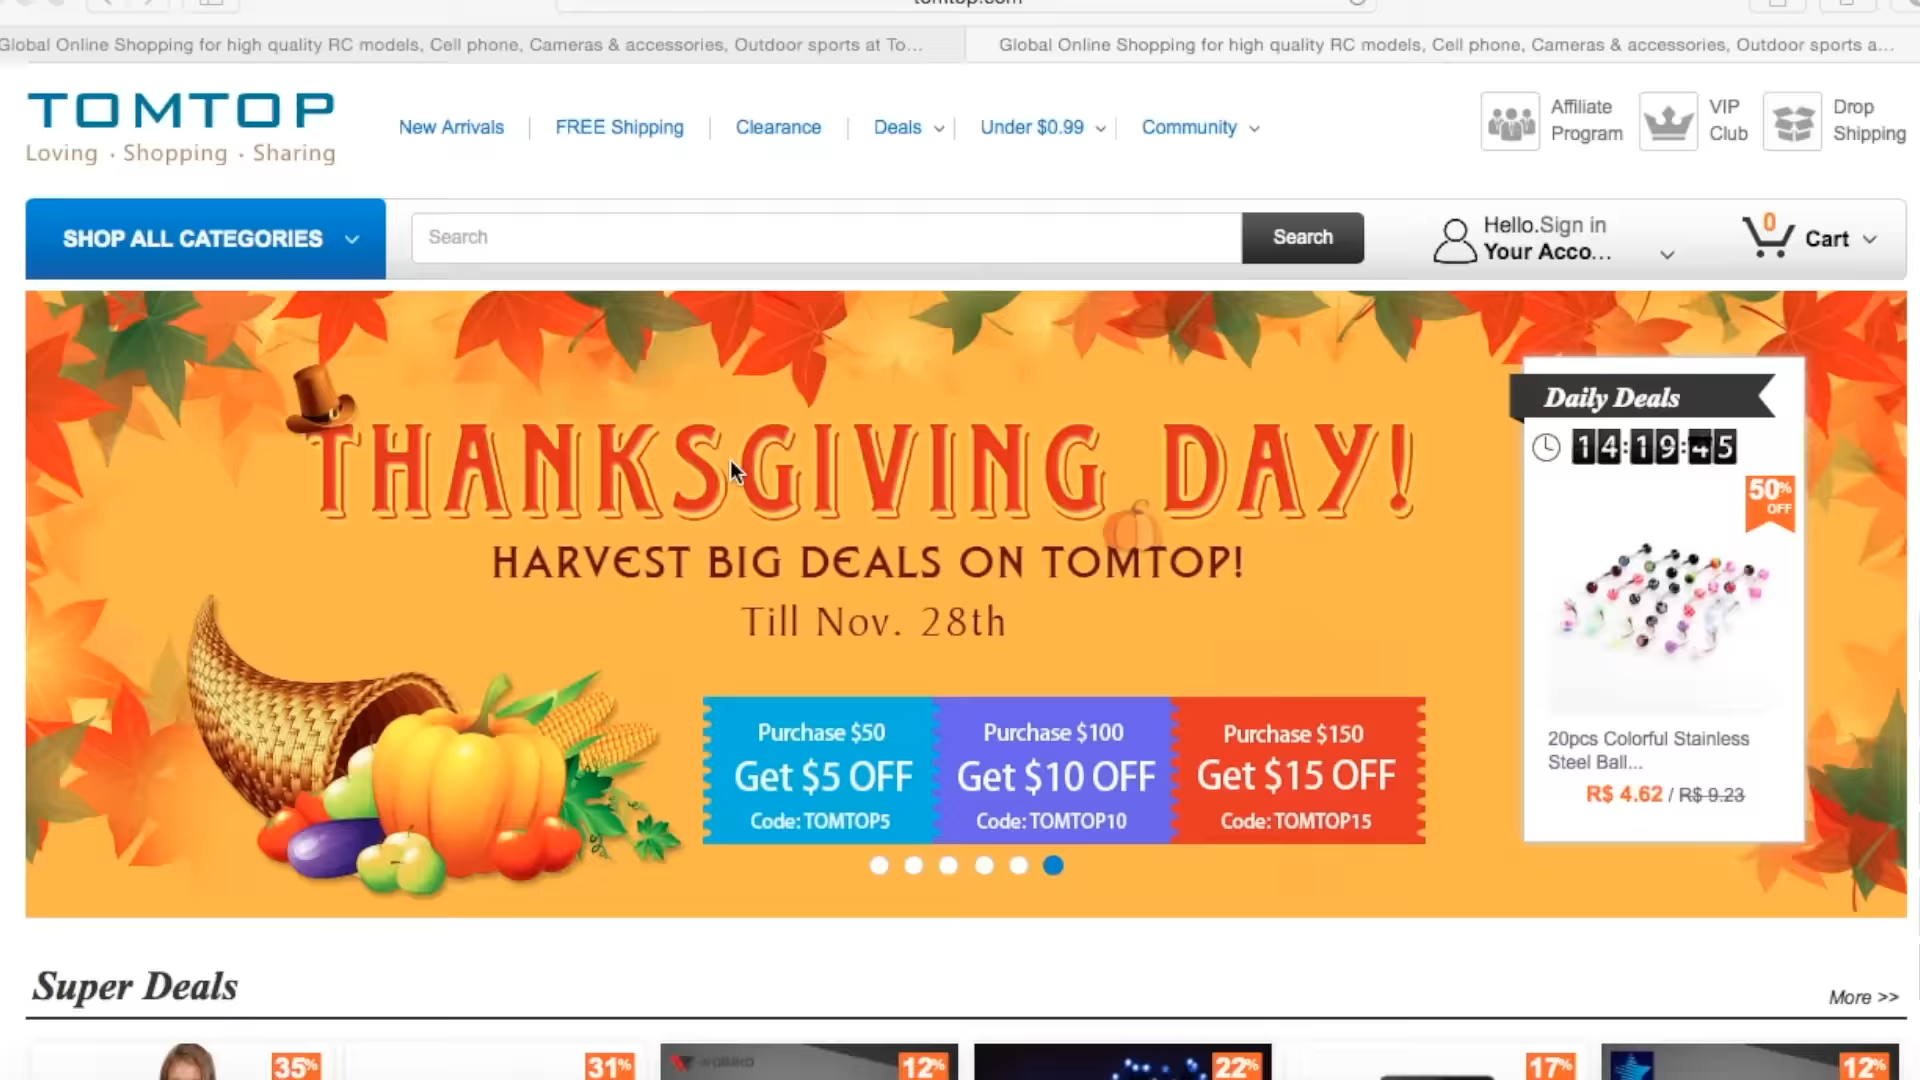 Global Online Shopping for high quality RC models, Cell phone, Cameras & accessories, Outdoor sports at To...
Global Online Shopping for high quality RC models, Cell phone, Cameras & accessories, Outdoor sports a...
TOMTOP
Loving · Shopping · Sharing
New Arrivals
FREE Shipping
Clearance
Deals
Under $0.99
Community
Affiliate
Program
VIP
Club
Drop
Shipping
SHOP ALL CATEGORIES
Search
Search
Hello.Sign in
Your Acco...
0
Cart
THANKSGIVING DAY!
HARVEST BIG DEALS ON TOMTOP!
Till Nov. 28th
Purchase $50
Get $5 OFF
Code: TOMTOP5
Purchase $100
Get $10 OFF
Code: TOMTOP10
Purchase $150
Get $15 OFF
Code: TOMTOP15
Daily Deals
14:19:45
50%
OFF
20pcs Colorful Stainless
Steel Ball...
R$ 4.62 / R$ 9.23
Super Deals
More >>
35%
31%
12%
22%
17%
12%